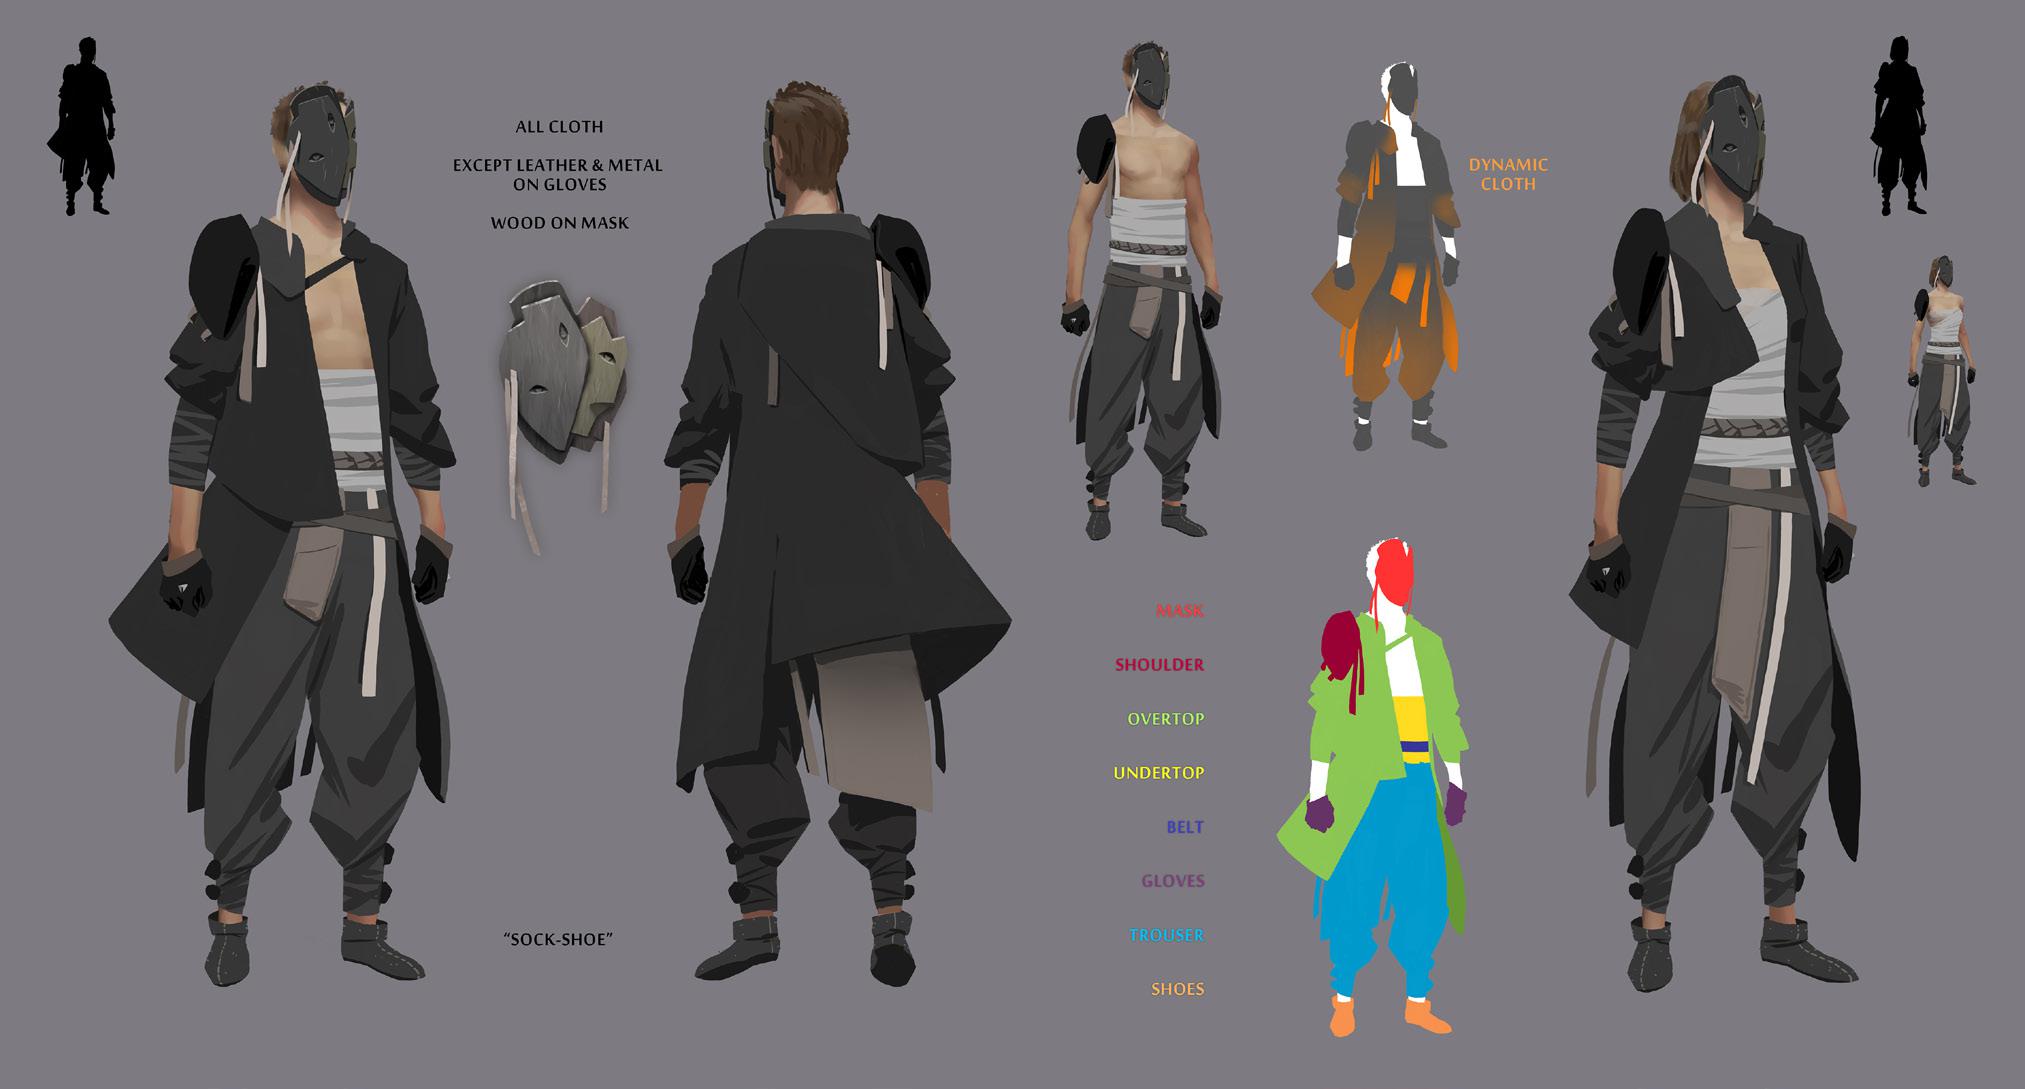 ALL CLOTH
EXCEPT LEATHER & METAL
ON GLOVES
WOOD ON MASK
"SOCK-SHOE"
DYNAMIC
CLOTH
MASK
SHOULDER
OVERTOP
UNDERTOP
BELT
GLOVES
TROUSER
SHOES